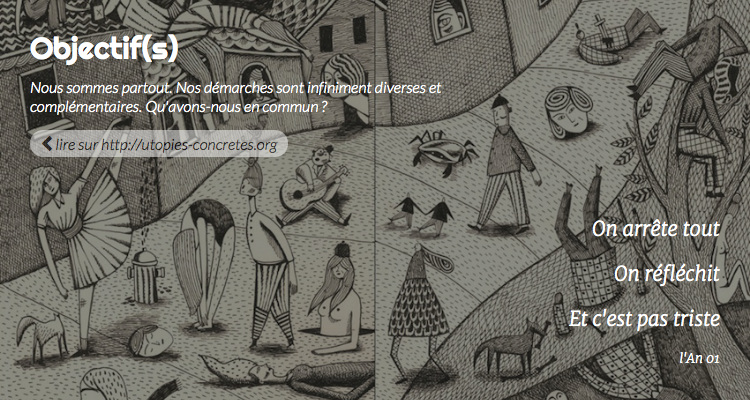 Objectif(s)
Nous sommes partout. Nos démarches sont infiniment diverses et
complémentaires. Qu'avons-nous en commun ?
lire sur http://utopies-concretes.org
On arrête tout
On réfléchit
Et c'est pas triste
l'An 01